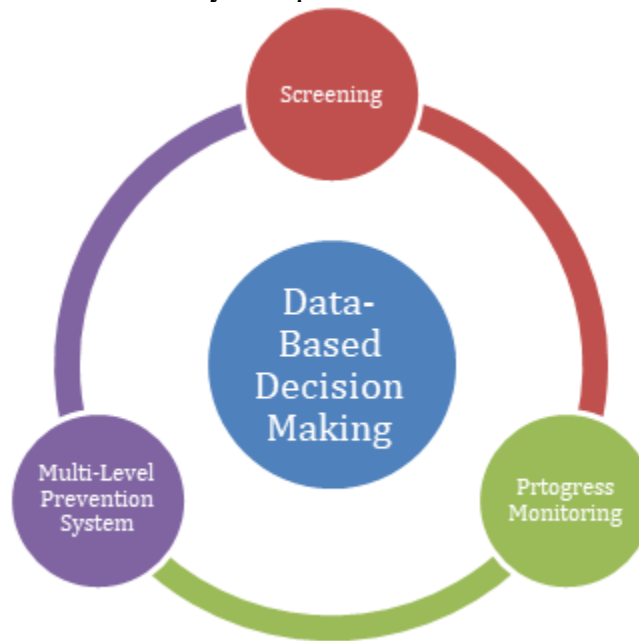 Screening
Data-
Based
Decision
Making
Multi-Level
Prevention
System
Prtogress
Monitoring